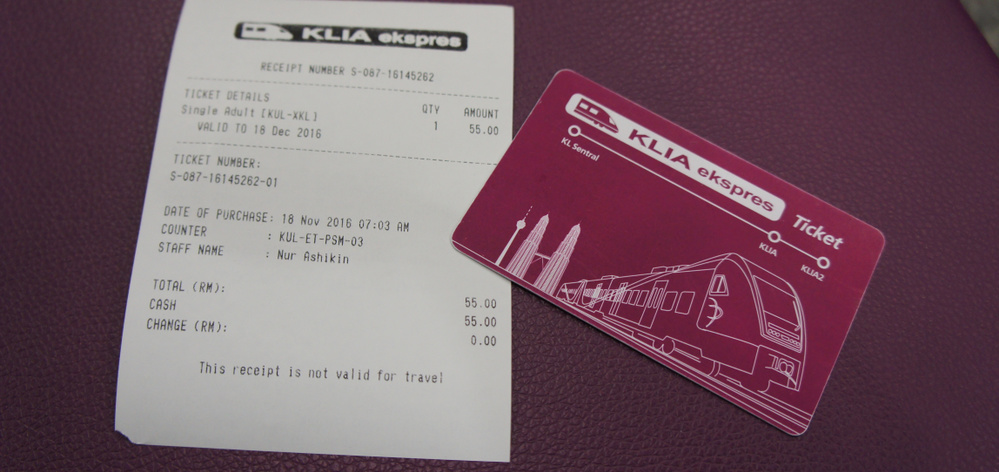 KLIA ekspres
RECEIPT NUMBER S-087-16145262
TICKET DETAILS QTY AMOUNT
Single Adult [KUL-XKL] 1 55.00
VALID TO 18 Dec 2016
TICKET NUMBER:
S-087-16145262-01
DATE OF PURCHASE: 18 Nov 2016 07:03 AM
COUNTER : KUL-ET-PSM-03
STAFF NAME : Nur Ashikin
TOTAL (RM): 55.00
CASH 55.00
CHANGE (RM): 0.00
This receipt is not valid for travel
KLIA ekspres
Ticket
KL Sentral
KLIA
KLIA2